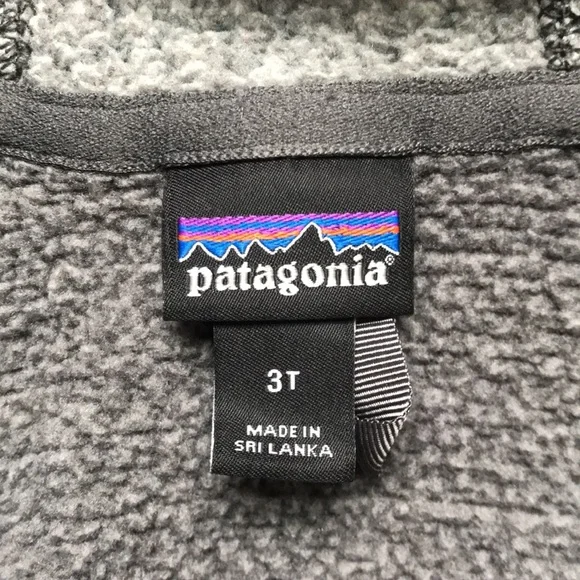 patagonia®
3T
MADE IN
SRI LANKA